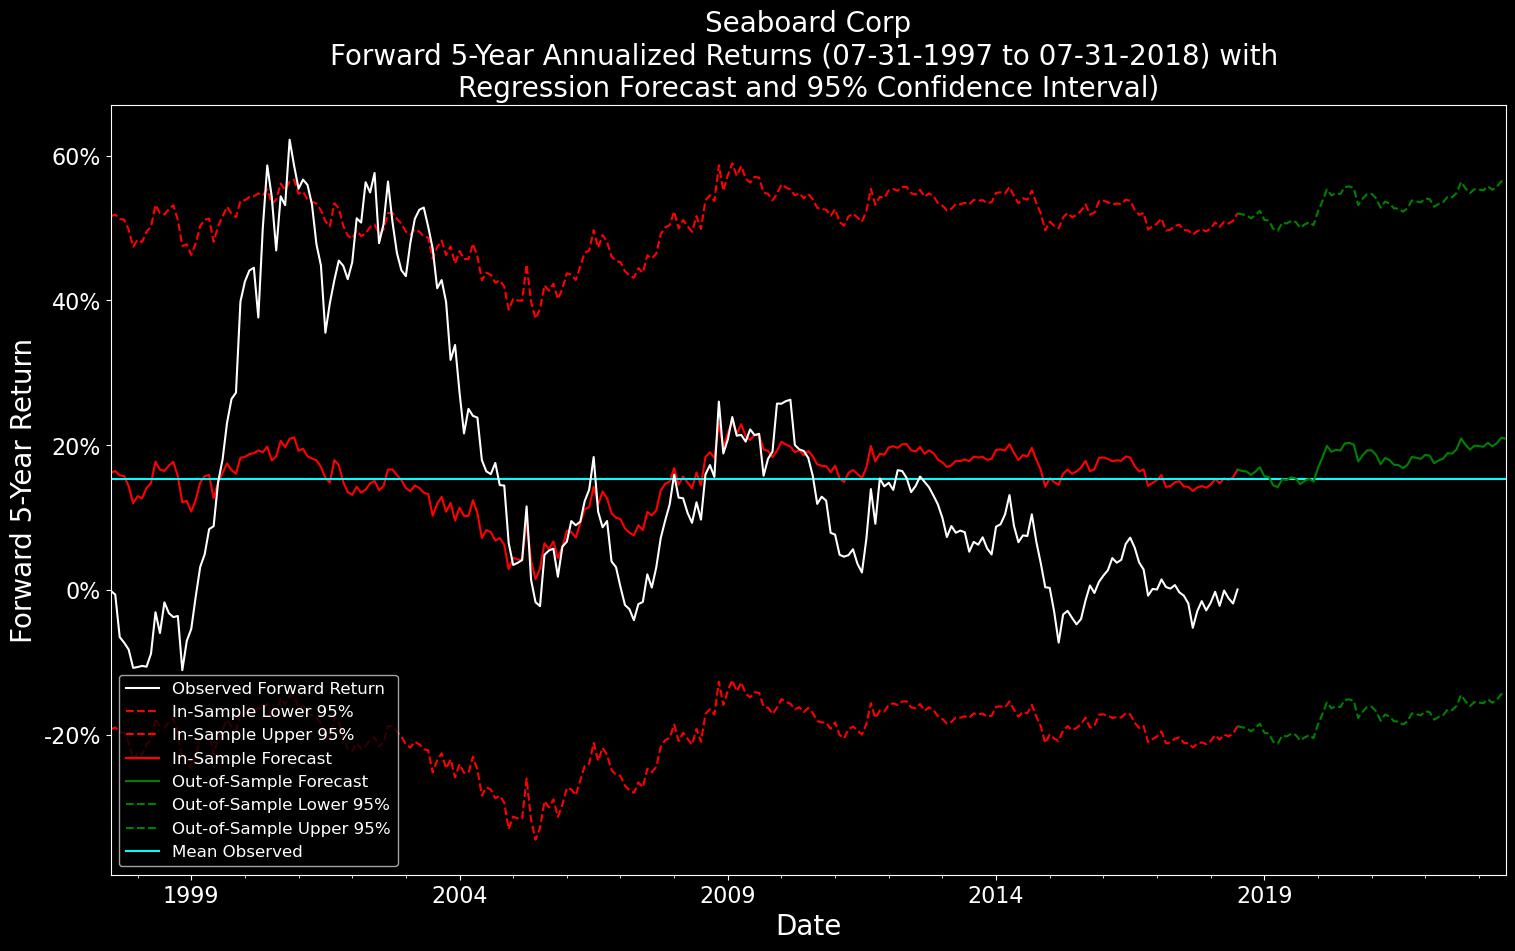 Seaboard Corp
Forward 5-Year Annualized Returns (07-31-1997 to 07-31-2018) with
Regression Forecast and 95% Confidence Interval)
Forward 5-Year Return
60%
40%
20%
0%
-20%
Observed Forward Return
In-Sample Lower 95%
In-Sample Upper 95%
In-Sample Forecast
Out-of-Sample Forecast
Out-of-Sample Lower 95%
Out-of-Sample Upper 95%
Mean Observed
1999 2004 2009 2014 2019
Date